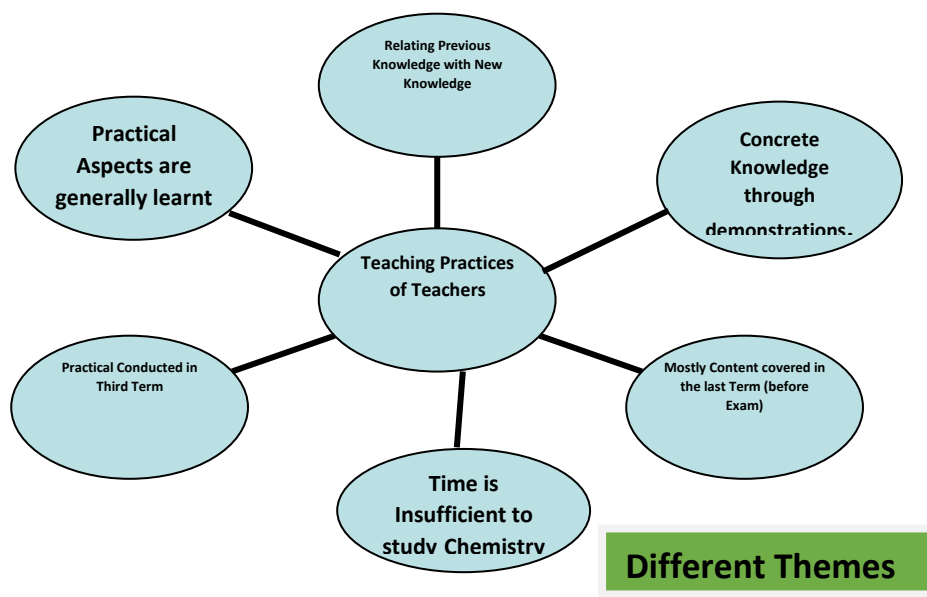 Relating Previous
Knowledge with New
Knowledge
Practical
Aspects are
generally learnt
Concrete
Knowledge
through
demonstrations.
Teaching Practices
of Teachers
Practical Conducted in
Third Term
Mostly Content covered in
the last Term (before
Exam)
Time is
Insufficient to
study Chemistry
Different Themes